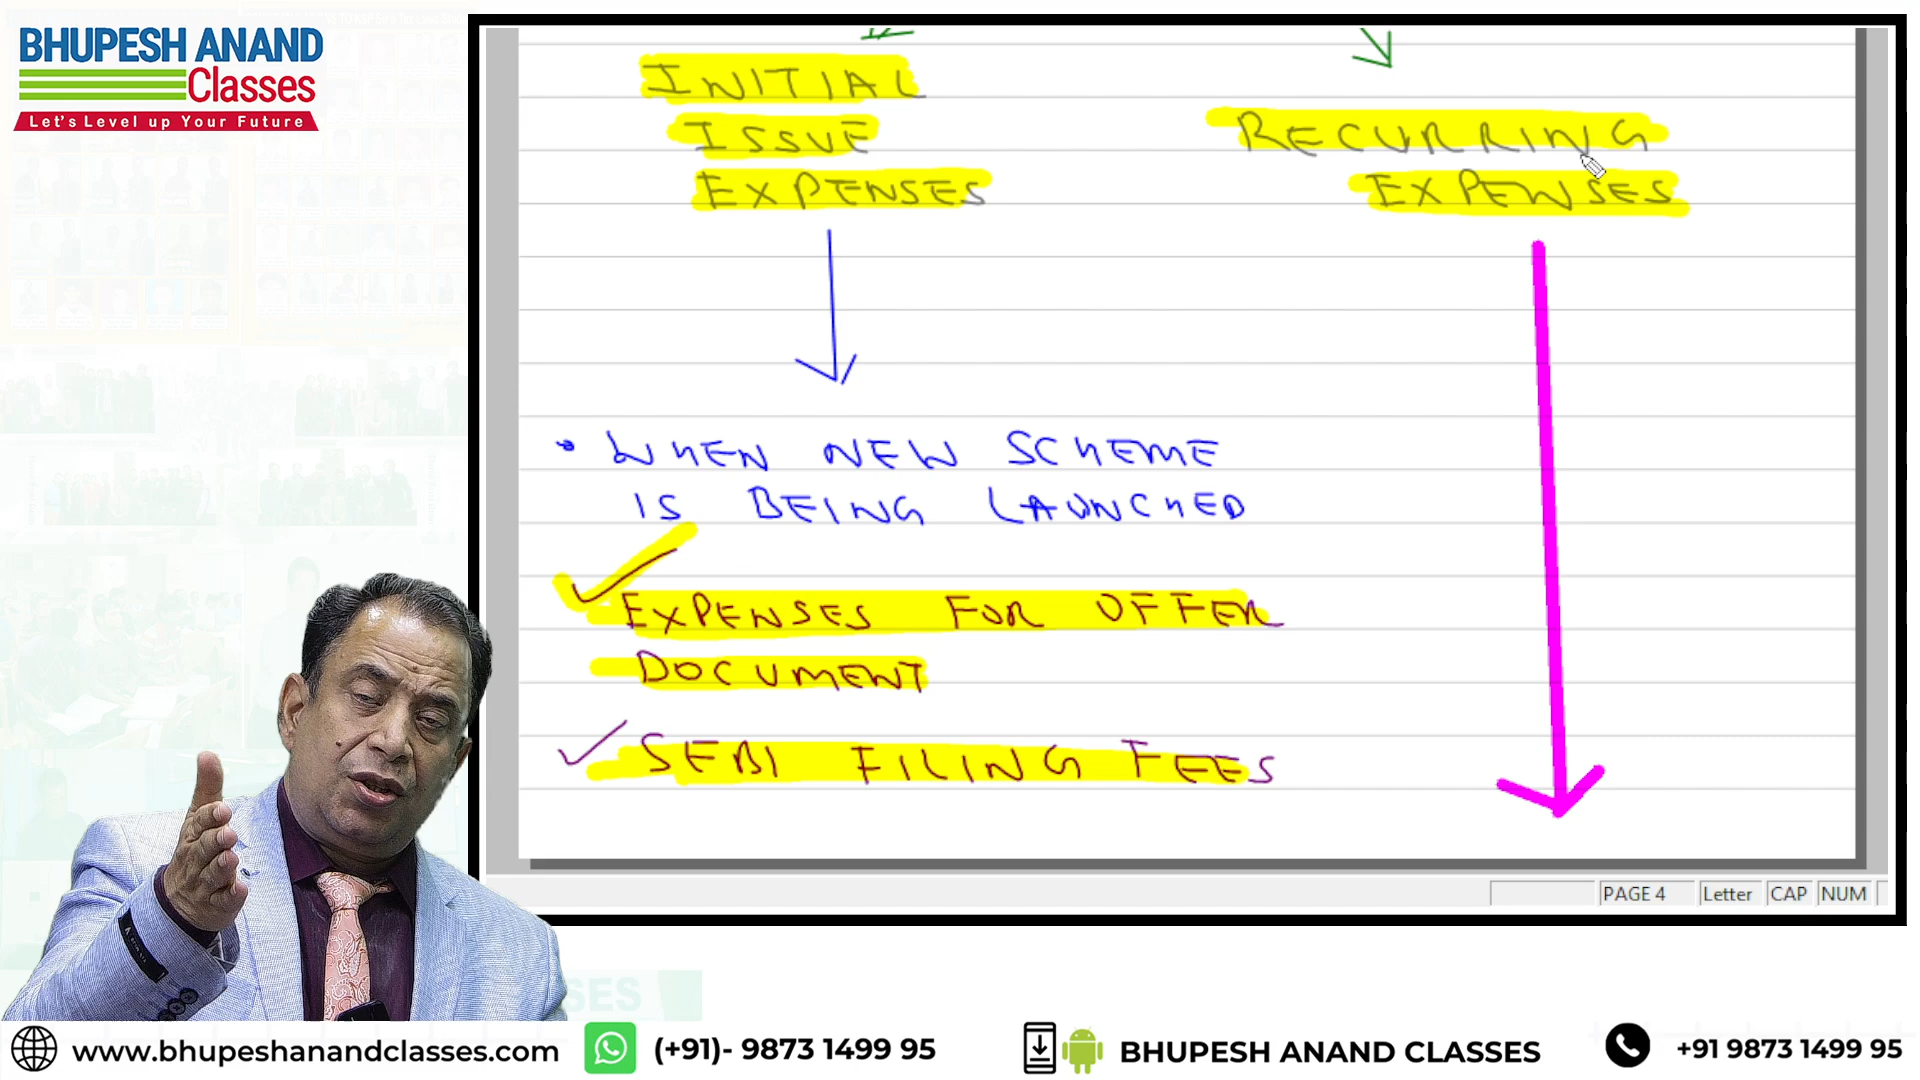 BHUPESH ANAND
Classes
Let's Level up Your Future
INITIAL
ISSUE
EXPENSES
RECURRING
EXPENSES
• WHEN NEW SCHEME
IS BEING LAUNCHED
✓ EXPENSES FOR OFFER
DOCUMENT
✓ SEBI FILING FEES
PAGE 4 Letter CAP NUM
SES
www.bhupeshanandclasses.com (+91)- 9873 1499 95 BHUPESH ANAND CLASSES +91 9873 1499 95